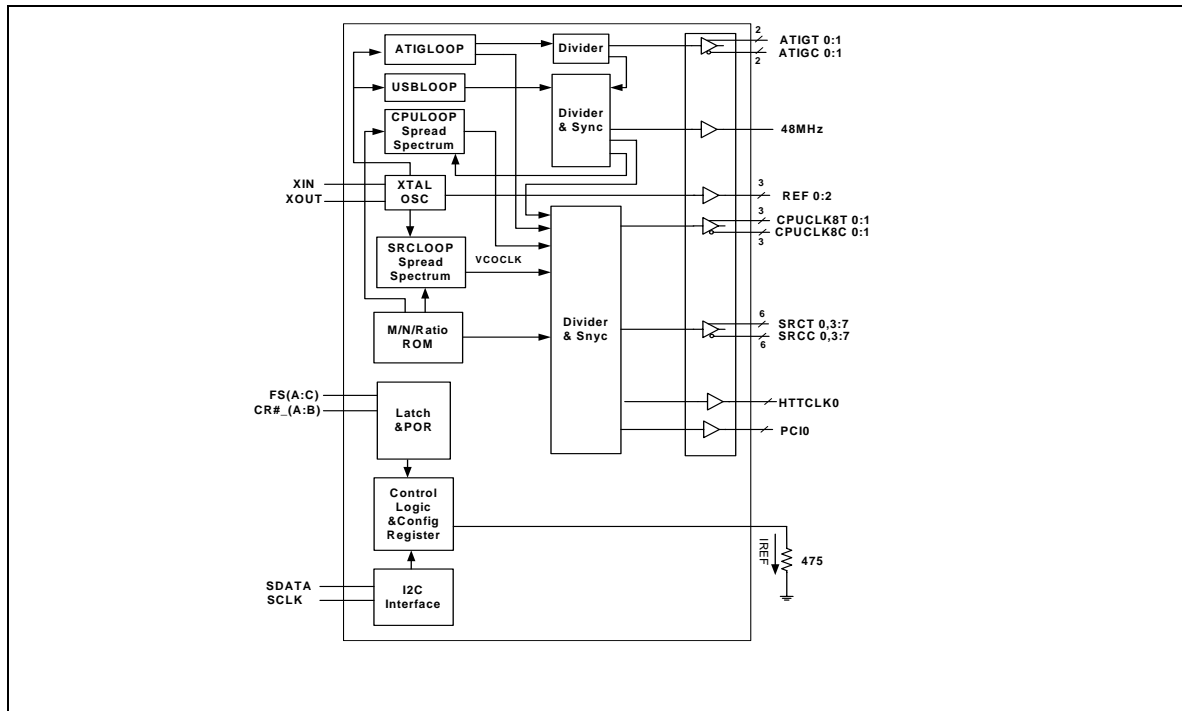 2
ATIGT 0:1
ATIGC 0:1
2
ATIGLOOP
Divider
USBLOOP
Divider
& Sync
48MHz
CPULOOP
Spread
Spectrum
XIN
XOUT
XTAL
OSC
3
REF 0:2
3
CPUCLK8T 0:1
CPUCLK8C 0:1
3
SRCLOOP
Spread
Spectrum
VCOCLK
M/N/Ratio
ROM
Divider
& Snyc
6
SRCT 0,3:7
SRCC 0,3:7
6
FS(A:C)
CR#_(A:B)
Latch
&POR
HTTCLK0
PCI0
Control
Logic
&Config
Register
IREF
475
SDATA
SCLK
I2C
Interface